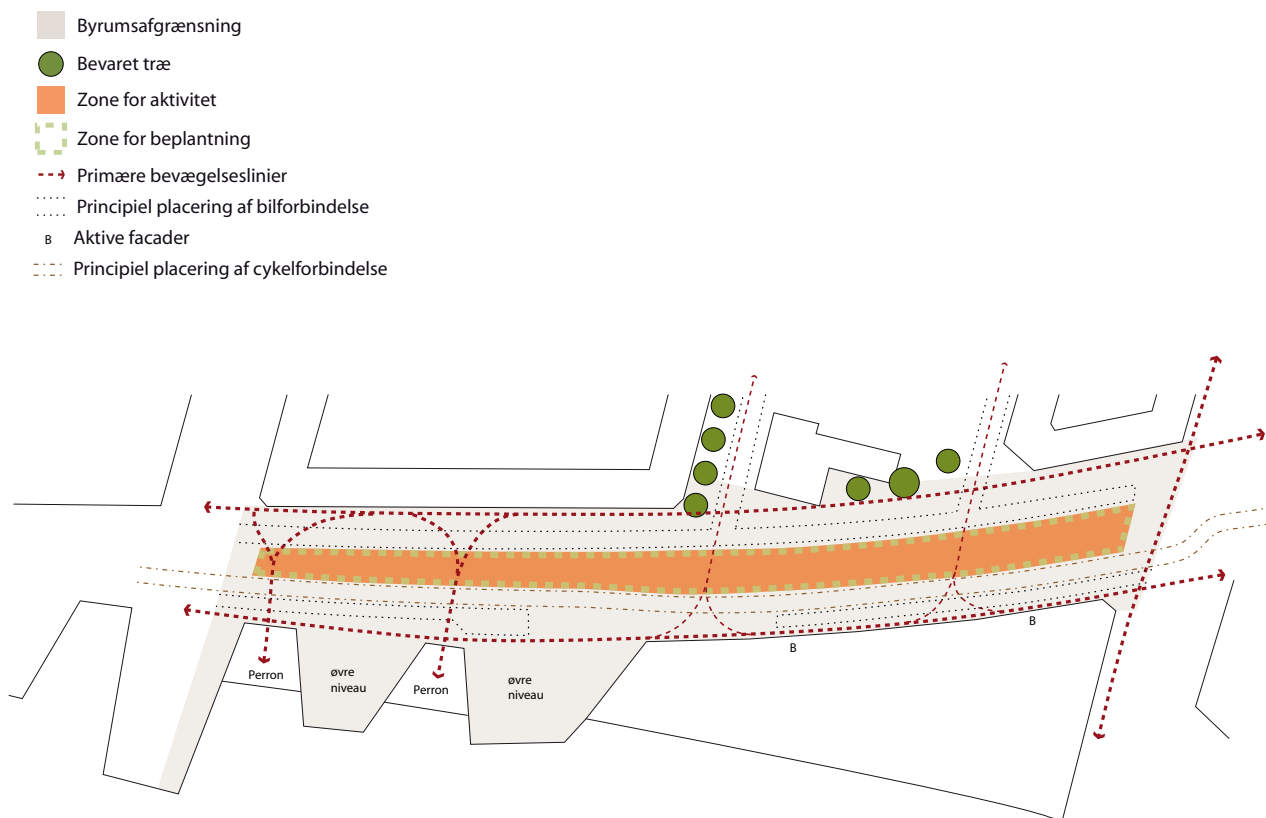 Byrumsafgrænsning
Bevaret træ
Zone for aktivitet
Zone for beplantning
Primære bevægelseslinier
Principiel placering af bilforbindelse
B Aktive facader
Principiel placering af cykelforbindelse
B
B
Perron
øvre
niveau
Perron
øvre
niveau